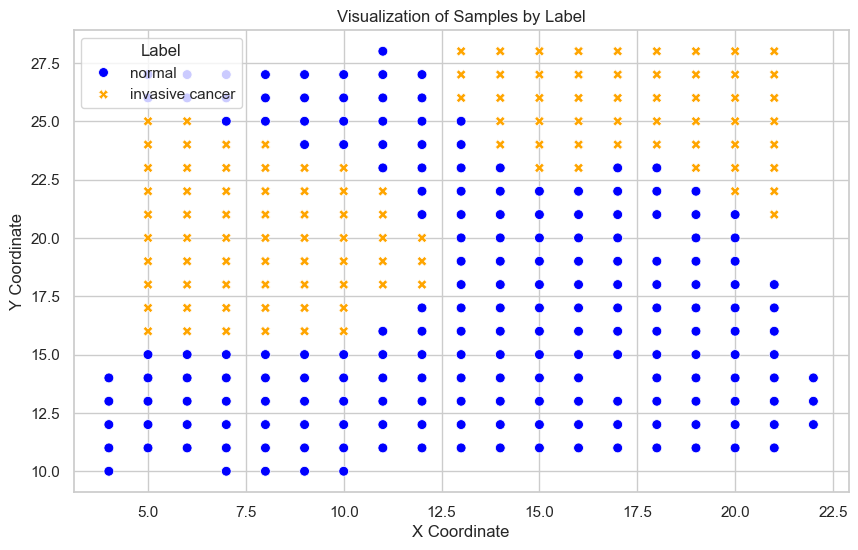 Visualization of Samples by Label
Label
normal
invasive cancer
27.5
25.0
22.5
20.0
17.5
15.0
12.5
10.0
Y Coordinate
5.0 7.5 10.0 12.5 15.0 17.5 20.0 22.5
X Coordinate